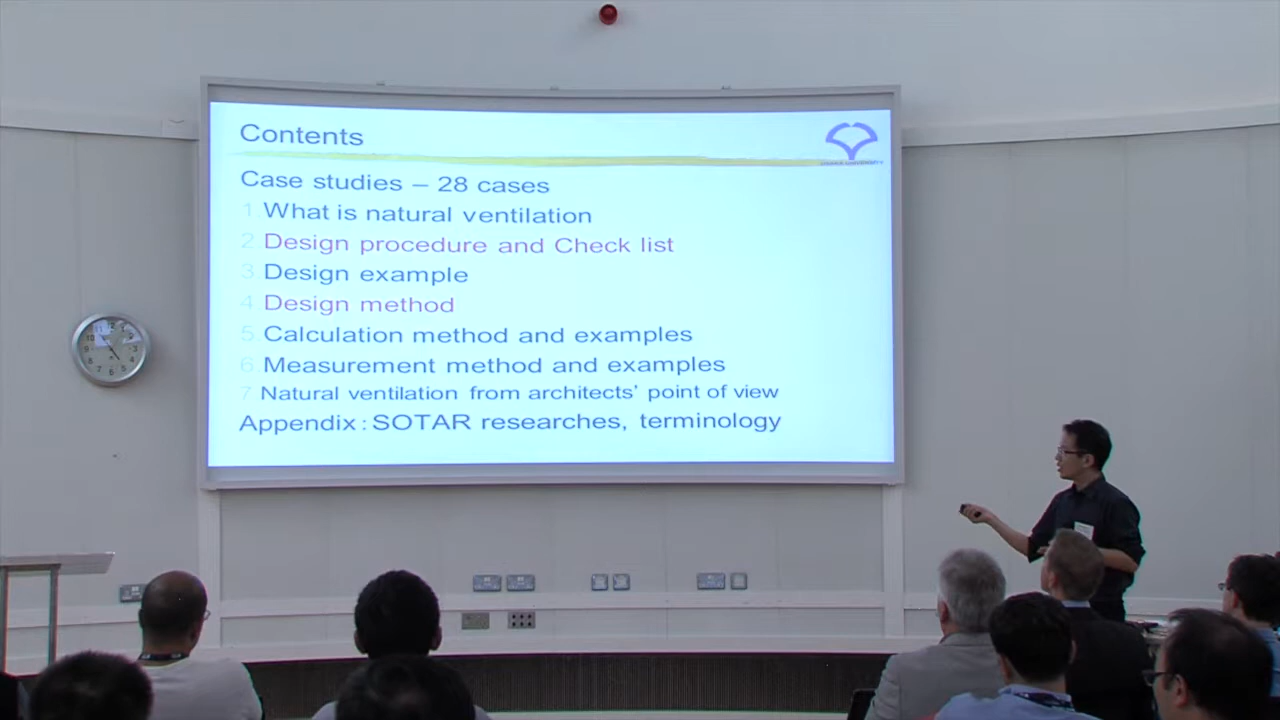 Contents
Case studies – 28 cases
1. What is natural ventilation
2. Design procedure and Check list
3. Design example
4. Design method
5. Calculation method and examples
6. Measurement method and examples
7 Natural ventilation from architects' point of view
Appendix : SOTAR researches, terminology